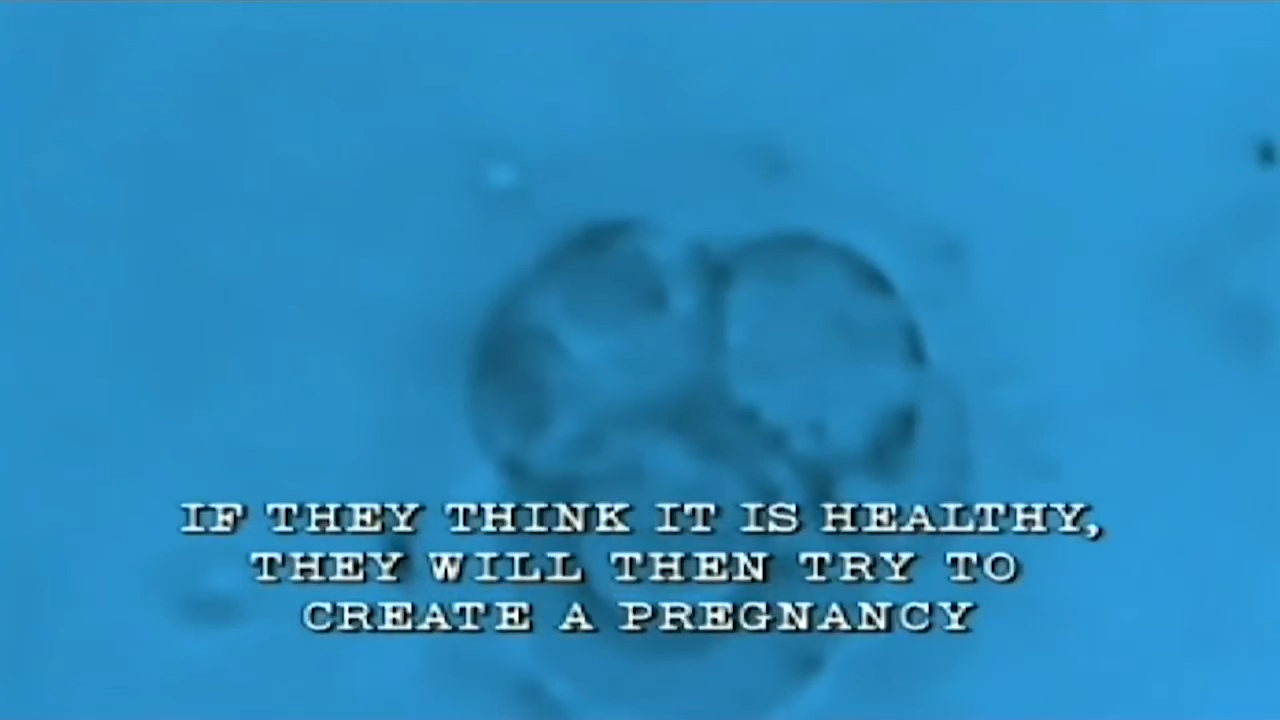 IF THEY THINK IT IS HEALTHY,
THEY WILL THEN TRY TO
CREATE A PREGNANCY